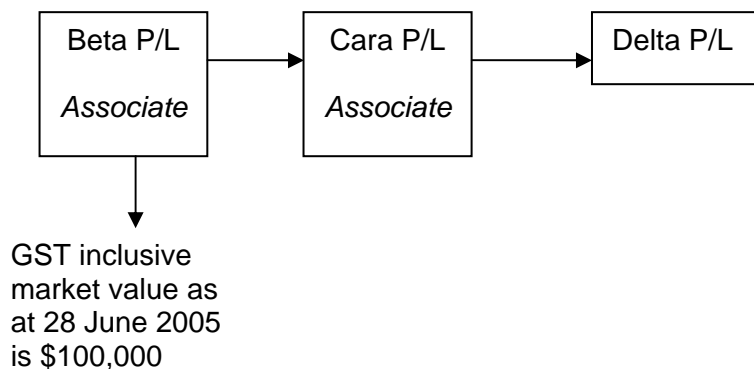 Beta P/L
Associate
Cara P/L
Associate
Delta P/L
GST inclusive
market value as
at 28 June 2005
is $100,000